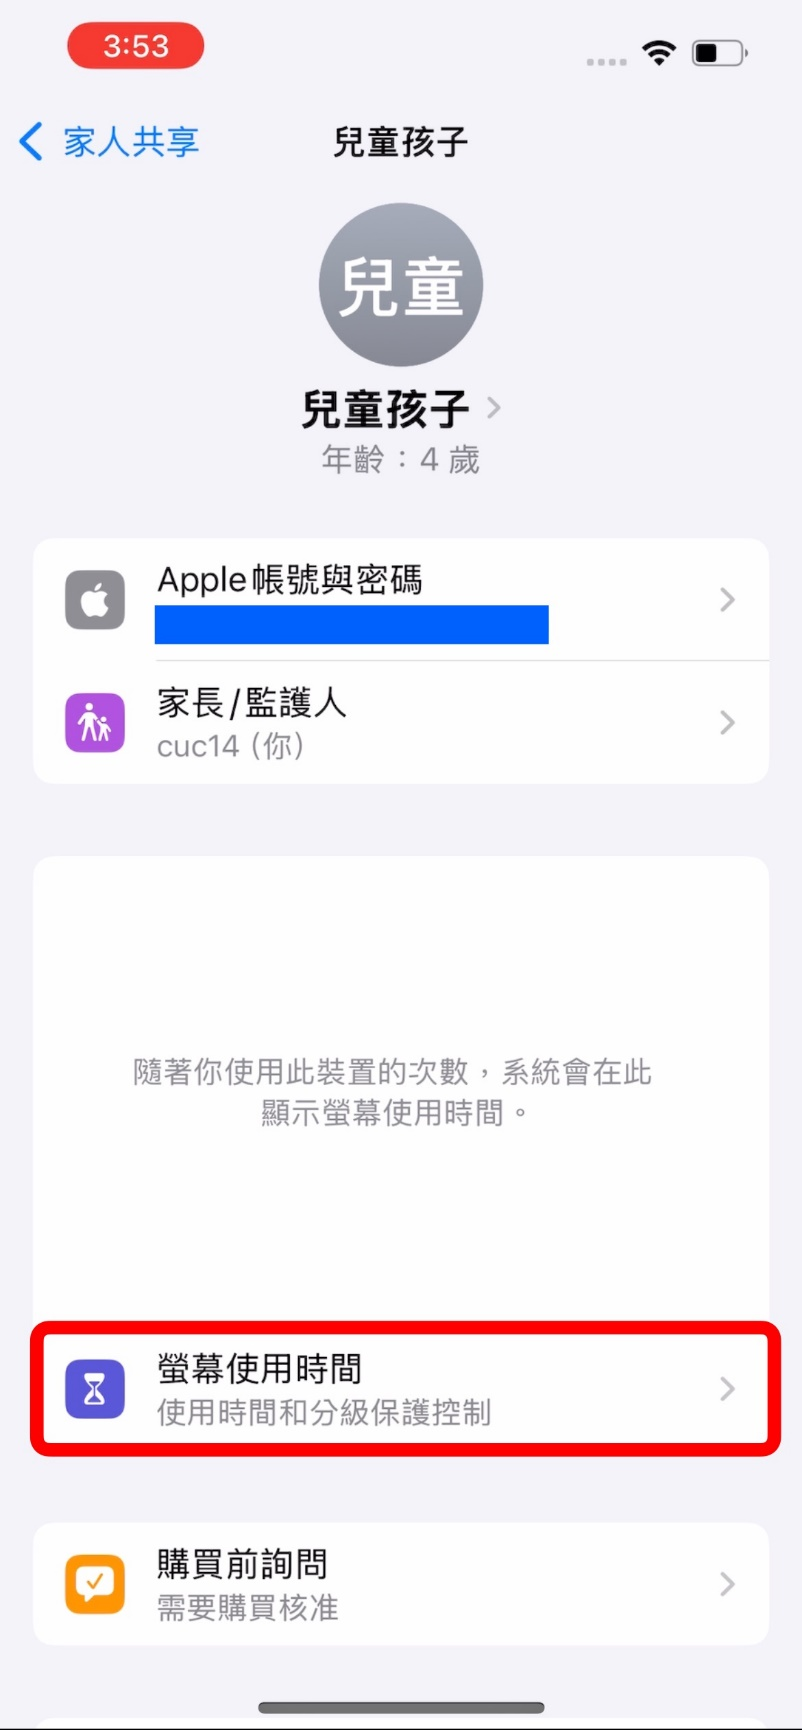 3:53
家人共享
兒童孩子
兒童
兒童孩子
年齡：4 歲
Apple帳號與密碼
家長/監護人
cuc14（你）
隨著你使用此裝置的次數，系統會在此
顯示螢幕使用時間。
螢幕使用時間
使用時間和分級保護控制
購買前詢問
需要購買核准